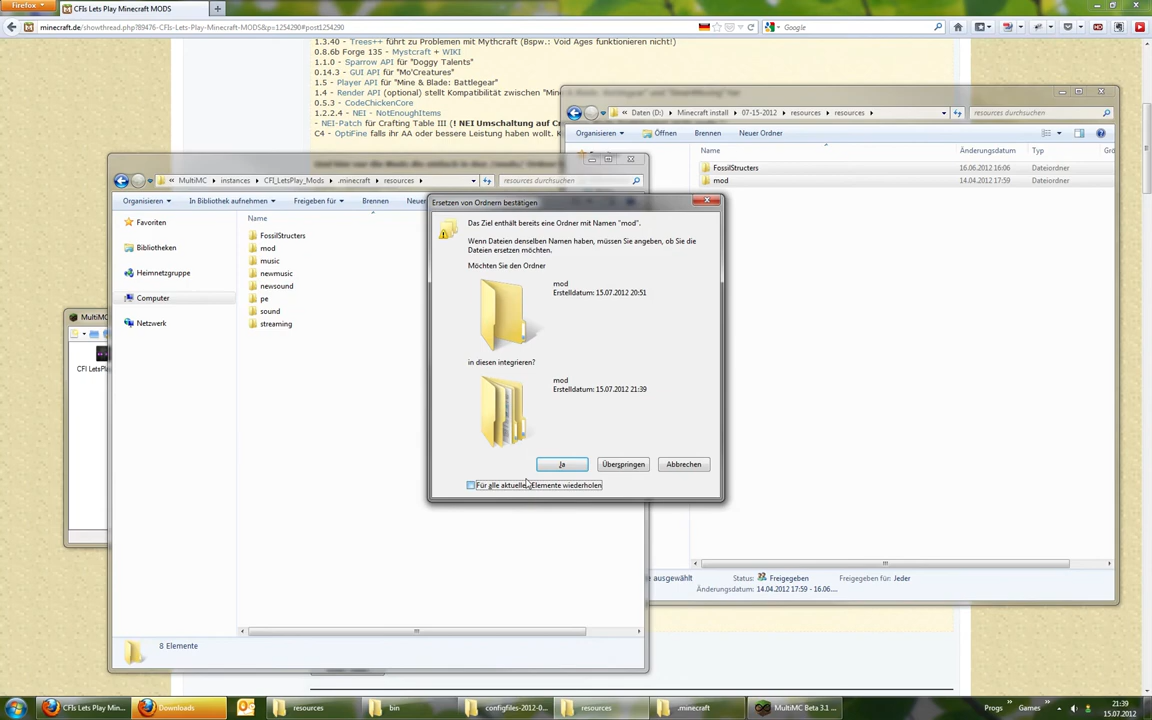 Firefox
CFIs Lets Play Minecraft MODS
minecraft.de/showthread.php?89476-CFIs-Lets-Play-Minecraft-MODS&p=1254290#post1254290
Google
1.3.40 - Trees++ führt zu Problemen mit Mythcraft (Bspw.: Void Ages funktionieren nicht!)
0.8.6b Forge 135 - Mystcraft + WIKI
1.1.0 - Sparrow API für "Doggy Talents"
0.14.3 - GUI API für "Mo'Creatures"
1.5 - Player API für "Mine & Blade: Battlegear"
1.4 - Render API (optional) stellt Kompatibilität zwischen "Mine
0.5.3 - CodeChickenCore
1.2.2.4 - NEI - NotEnoughItems
- NEI-Patch für Crafting Table III (! NEI Umschaltung auf
C4 - OptiFine falls ihr AA oder bessere Leistung haben wollt.
Daten (D:)
Minecraft install
07-15-2012
resources
resources
resources durchsuchen
Organisieren
Öffnen
Brennen
Neuer Ordner
Name
Änderungsdatum
Typ
FossilStructers
16.06.2012 16:06
Dateiordner
mod
14.04.2012 17:59
Dateiordner
ausgewählt
Status:
Freigegeben
Freigegeben für: Jeder
Änderungsdatum: 14.04.2012 17:59 - 16.06....
MultiMC
instances
CFI_LetsPlay_Mods
.minecraft
resources
resources durchsuchen
Organisieren
In Bibliothek aufnehmen
Freigeben für
Brennen
Favoriten
Bibliotheken
Heimnetzgruppe
Computer
Netzwerk
Name
FossilStructers
mod
music
newmusic
newsound
pe
sound
streaming
8 Elemente
MultiMC
CFI LetsPla
Ersetzen von Ordnern bestätigen
Das Ziel enthält bereits eine Ordner mit Namen "mod".
Wenn Dateien denselben Namen haben, müssen Sie angeben, ob Sie die
Dateien ersetzen möchten.
Möchten Sie den Ordner
mod
Erstelldatum: 15.07.2012 20:51
in diesen integrieren?
mod
Erstelldatum: 15.07.2012 21:39
Ja
Überspringen
Abbrechen
Für alle aktuellen Elemente wiederholen
CFIs Lets Play Min...
Downloads
resources
bin
configfiles-2012-0...
resources
.minecraft
MultiMC Beta 3.1 ...
Progs
Games
21:39
15.07.2012